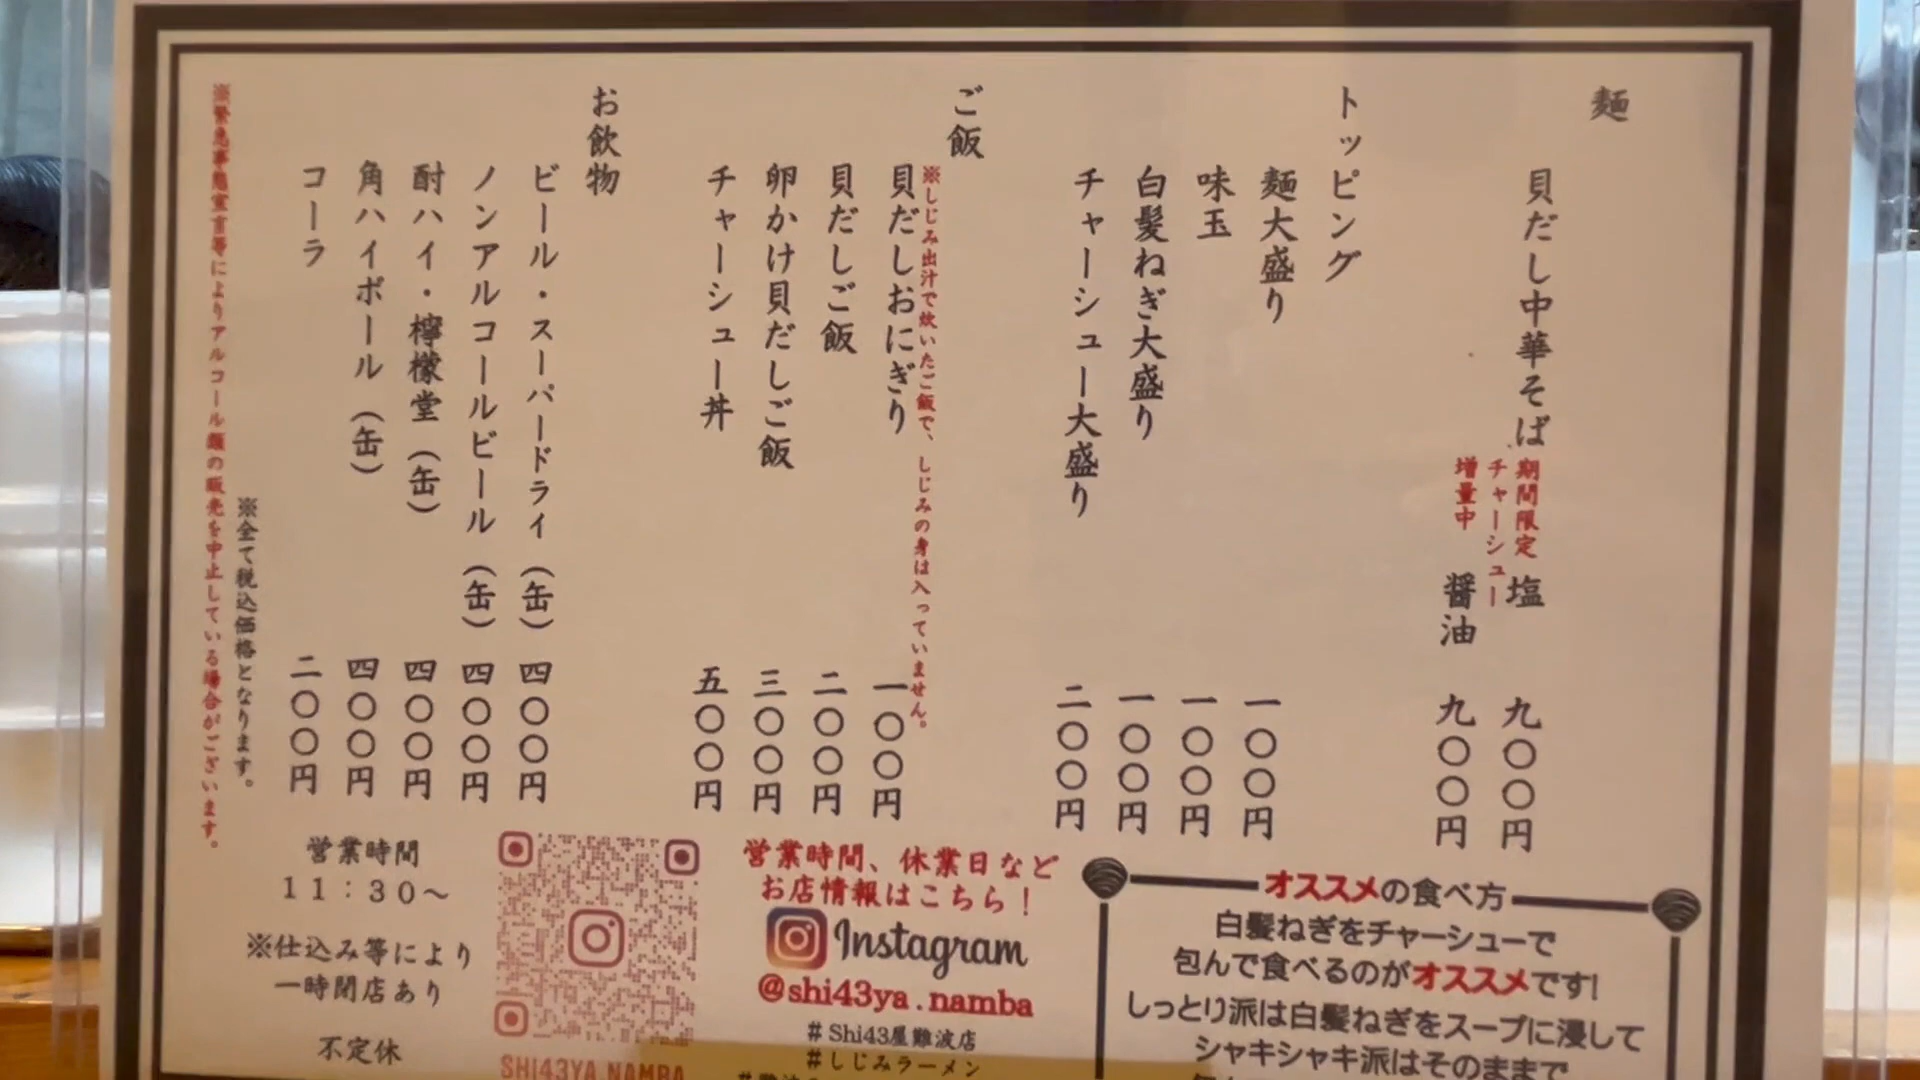 麺
貝だし中華そば
期間限定
チャーシュー
増量中
塩 九〇〇円
醤油 九〇〇円
トッピング
麺大盛り 一〇〇円
味玉 一〇〇円
白髪ねぎ大盛り 一〇〇円
チャーシュー大盛り 二〇〇円
ご飯
※しじみ出汁で炊いたご飯で、しじみの身は入っていません。
貝だしおにぎり 一〇〇円
貝だしご飯 二〇〇円
卵かけ貝だしご飯 三〇〇円
チャーシュー丼 五〇〇円
お飲物
ビール・スーパードライ（缶） 四〇〇円
ノンアルコールビール（缶） 四〇〇円
酎ハイ・檸檬堂（缶） 四〇〇円
角ハイボール（缶） 四〇〇円
コーラ 二〇〇円
※全て税込価格となります。
※緊急事態宣言等によりアルコール類の販売を中止している場合がございます。
営業時間
11：30〜
※仕込み等により
一時閉店あり
不定休
SHI43YA.NAMBA
営業時間、休業日など
お店情報はこちら！
Instagram
@shi43ya.namba
#Shi43屋難波店
#しじみラーメン
オススメの食べ方
白髪ねぎをチャーシューで
包んで食べるのがオススメです!
しっとり派は白髪ねぎをスープに浸して
シャキシャキ派はそのままで